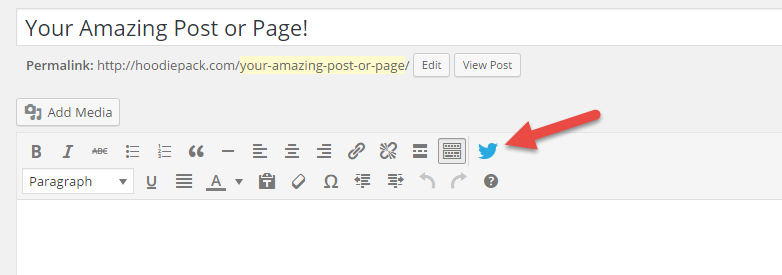 Your Amazing Post or Page!
Permalink: http://hoodiepack.com/your-amazing-post-or-page/ Edit View Post
Add Media
B I ABC
Paragraph U A Ω ?